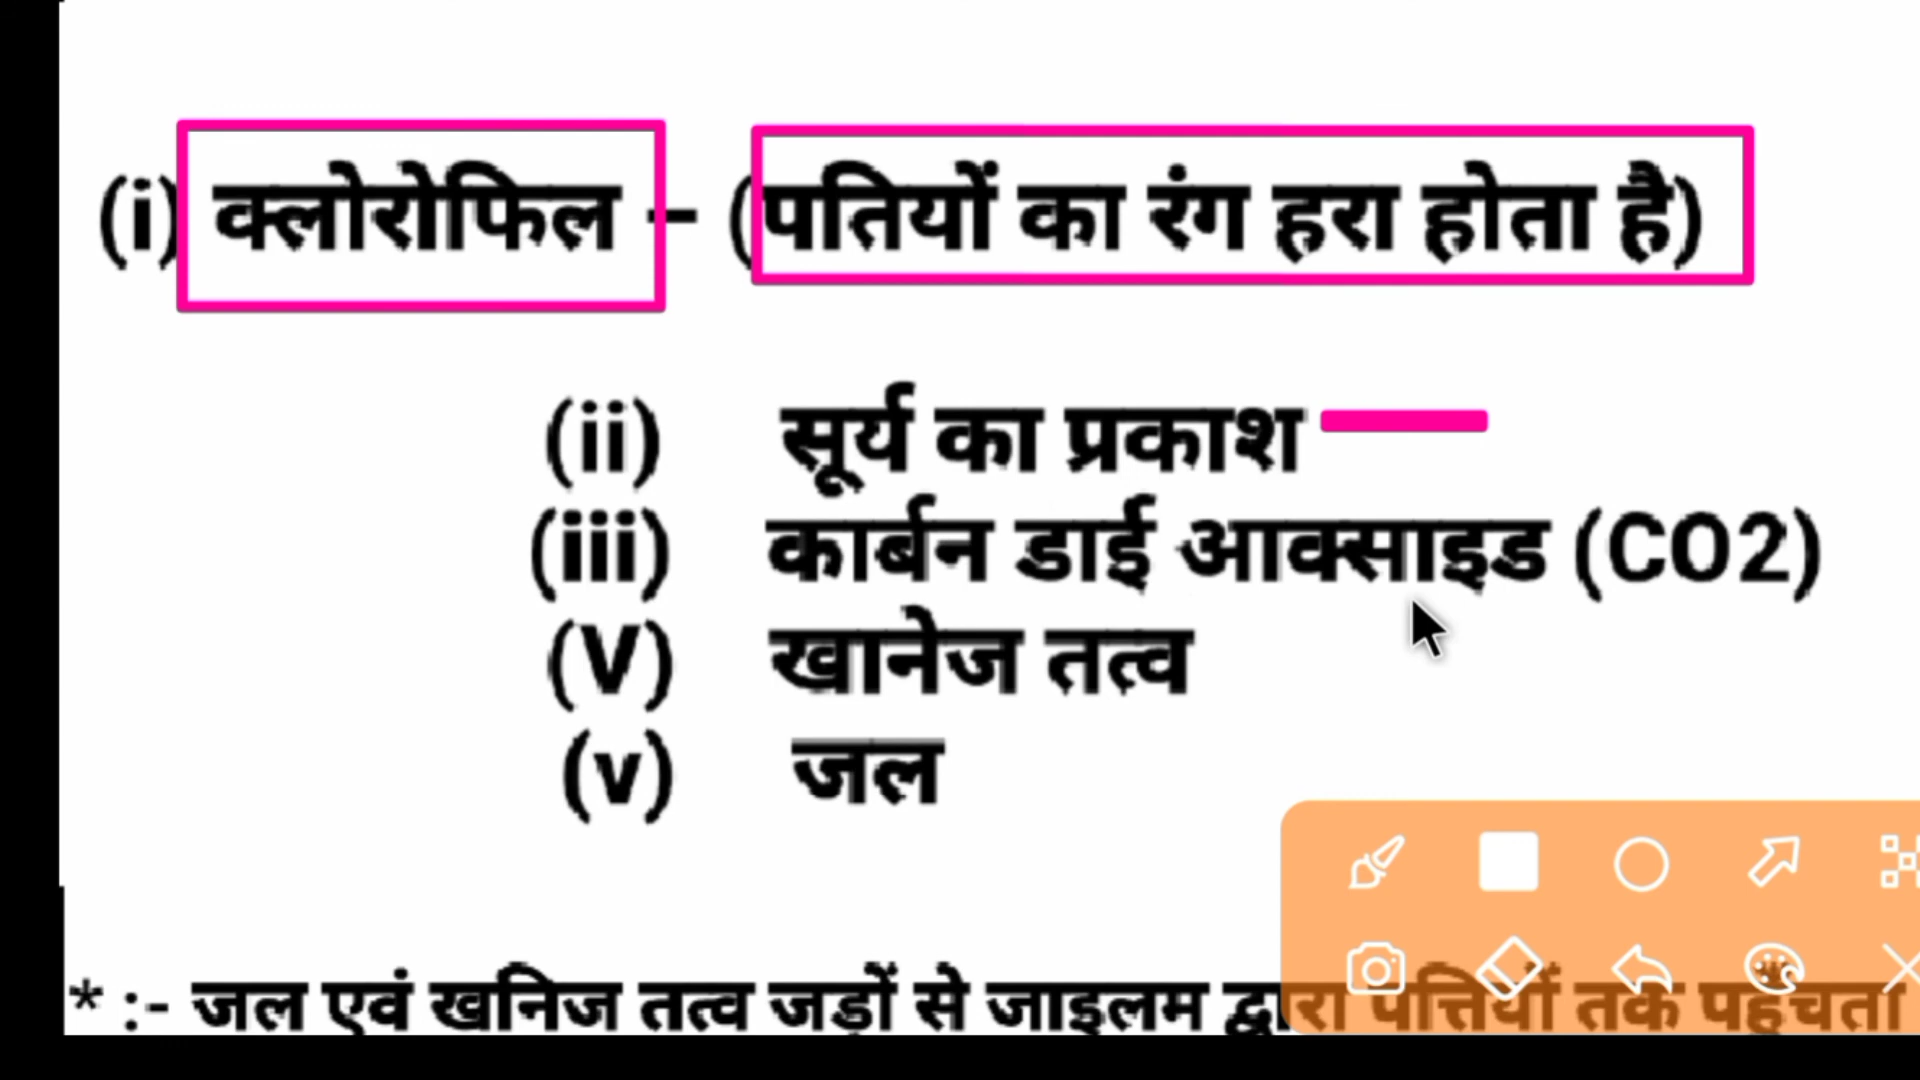 (i) क्लोरोफिल – (पतियों का रंग हरा होता है)
(ii) सूर्य का प्रकाश
(iii) कार्बन डाई आक्साइड (CO2)
(V) खानेज तत्व
(v) जल
* :- जल एवं खनिज तत्व जड़ों से जाइलम द्वारा पत्तियों तक पहुंचता